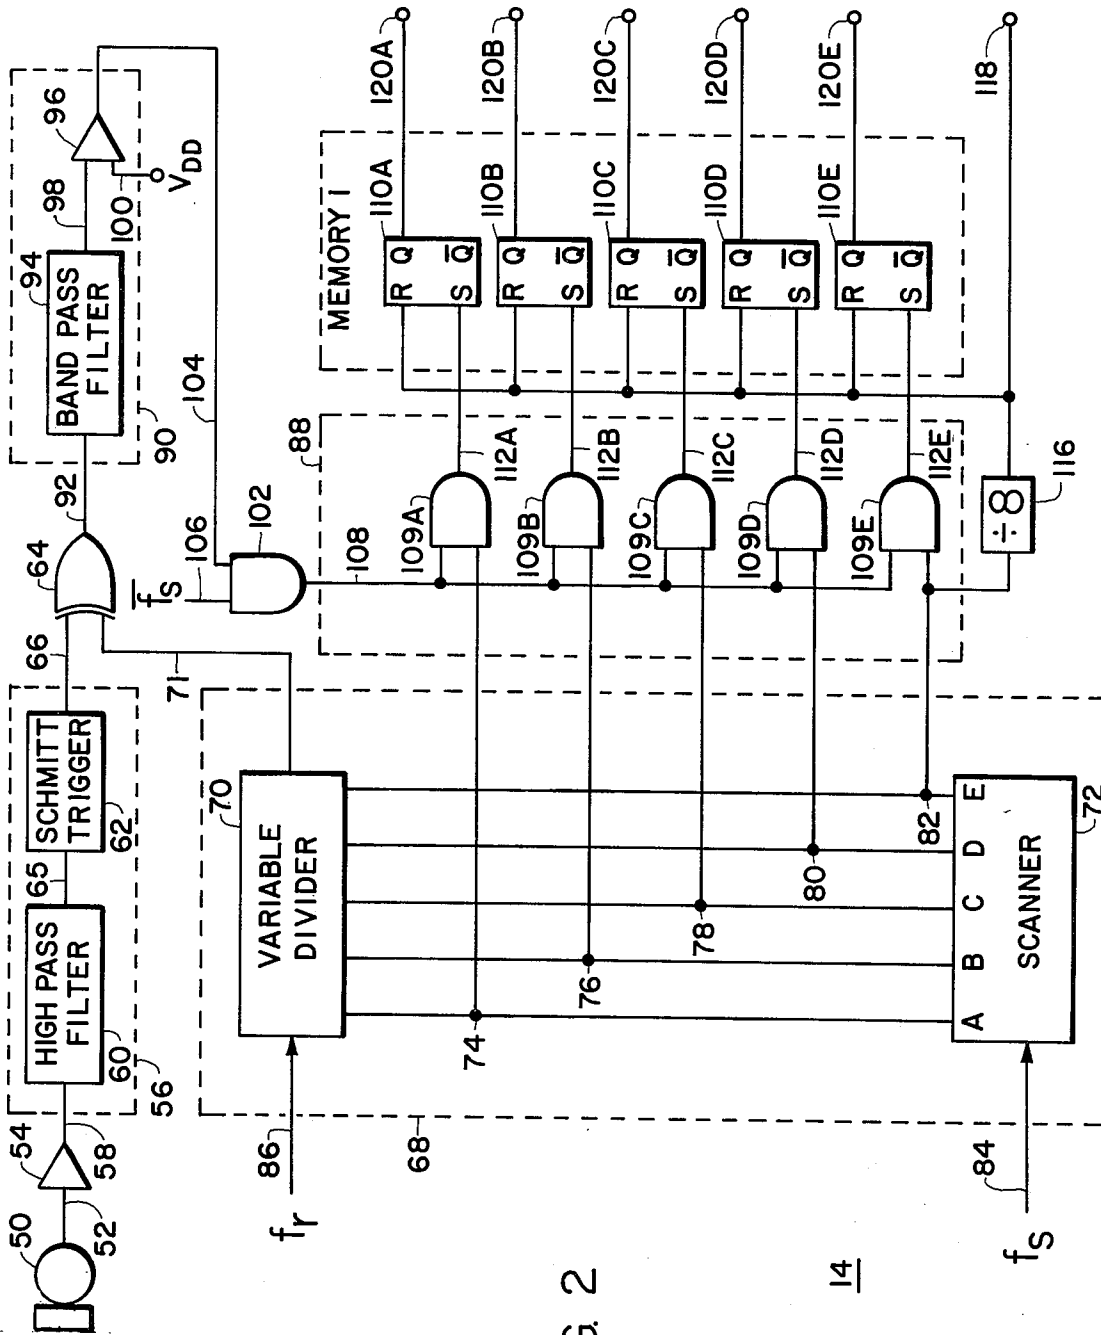 50
52
54
58
HIGH PASS
FILTER
60
56
65
SCHMITT
TRIGGER
62
66
64
71
92
BAND PASS
FILTER
94
98
96
100
VDD
90
104
f̅s
106
102
108
88
86
fr
VARIABLE
DIVIDER
70
68
74
76
78
80
82
A
B
C
D
E
SCANNER
72
84
fs
109A
109B
109C
109D
109E
112A
112B
112C
112D
112E
÷8
116
MEMORY I
110A
110B
110C
110D
110E
R Q
S Q̅
R Q
S Q̅
R Q
S Q̅
R Q
S Q̅
R Q
S Q̅
120A
120B
120C
120D
120E
118
G. 2
14